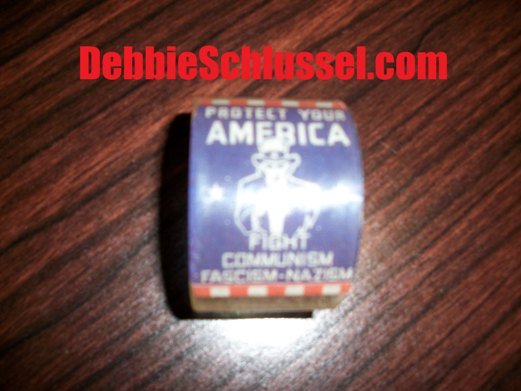 DebbieSchlussel.com
PROTECT YOUR
AMERICA
FIGHT
COMMUNISM
FASCISM-NAZISM